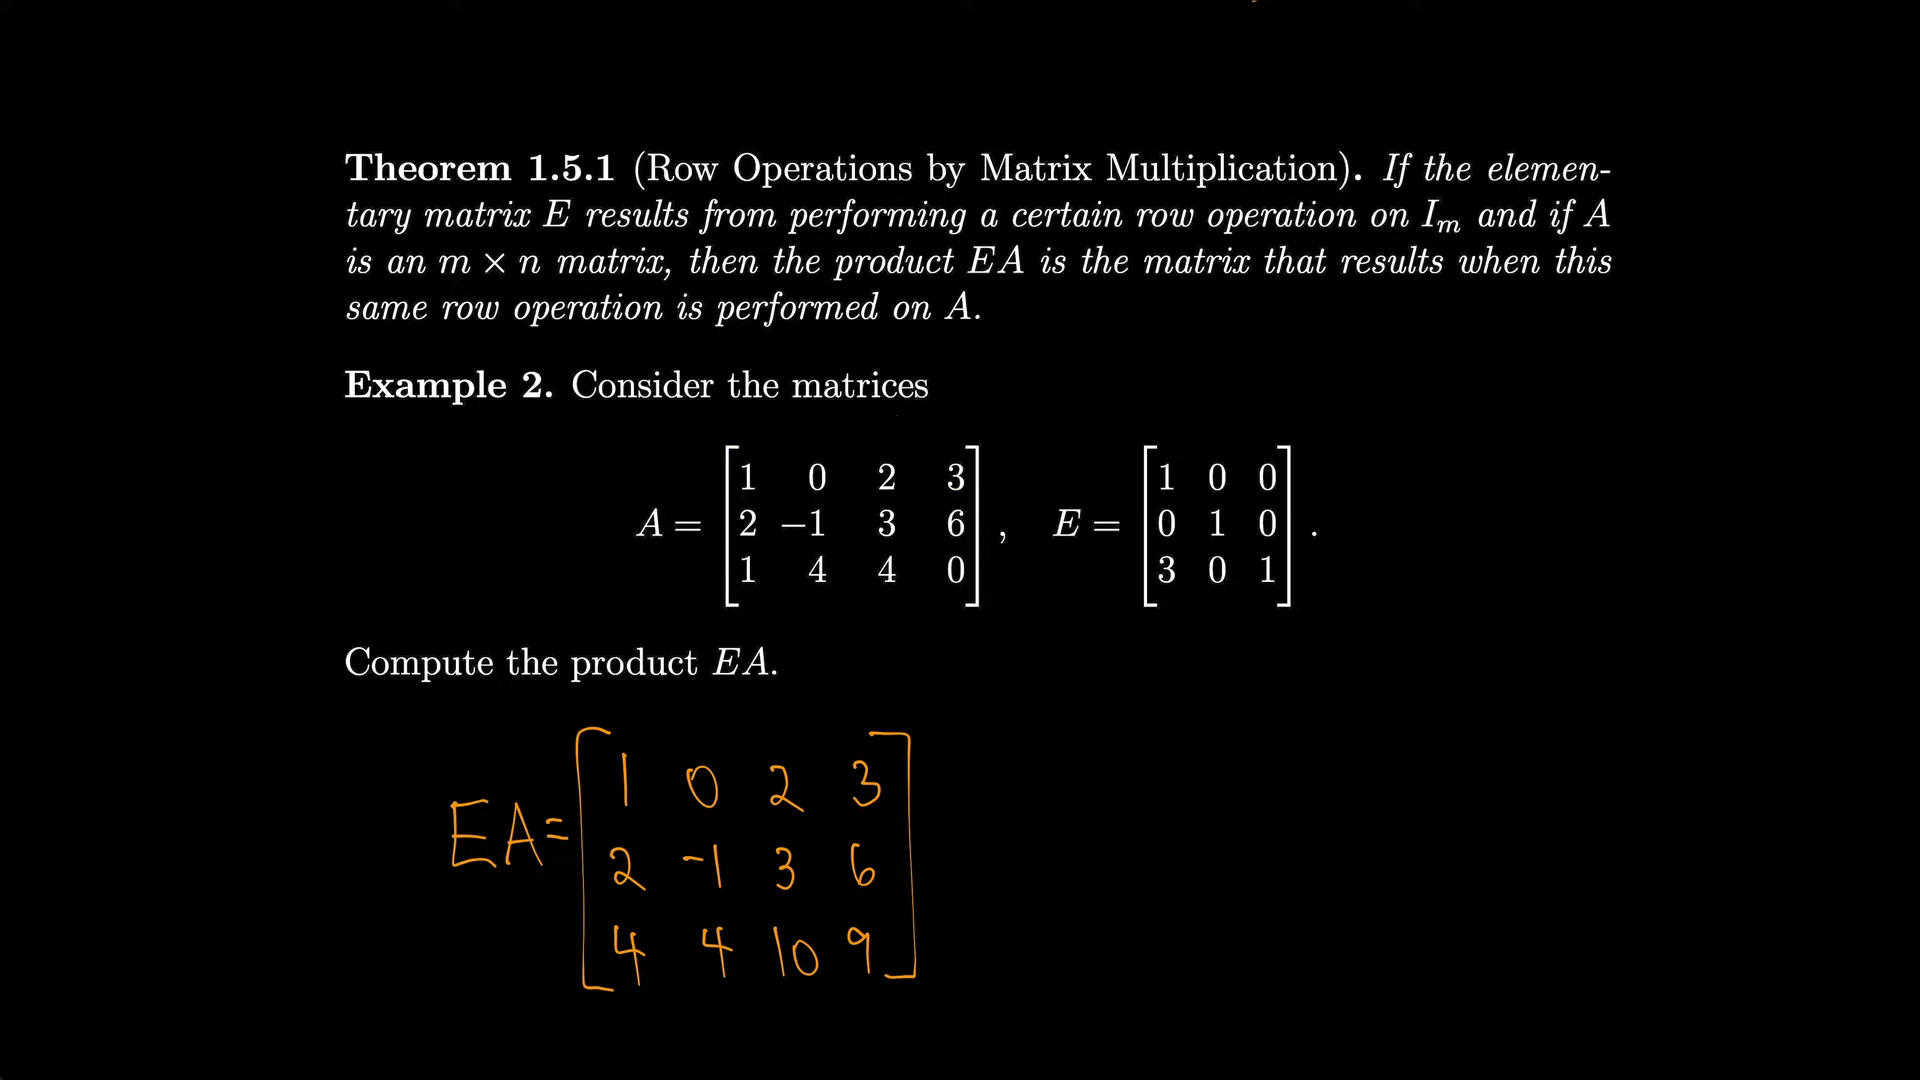 Theorem 1.5.1 (Row Operations by Matrix Multiplication). If the elemen-
tary matrix E results from performing a certain row operation on Iₘ and if A
is an m × n matrix, then the product EA is the matrix that results when this
same row operation is performed on A.
Example 2. Consider the matrices
1 0 2 3 1 0 0
A = 2 −1 3 6 , E = 0 1 0 .
1 4 4 0 3 0 1
Compute the product EA.
1 0 2 3
EA= 2 -1 3 6
4 4 10 9